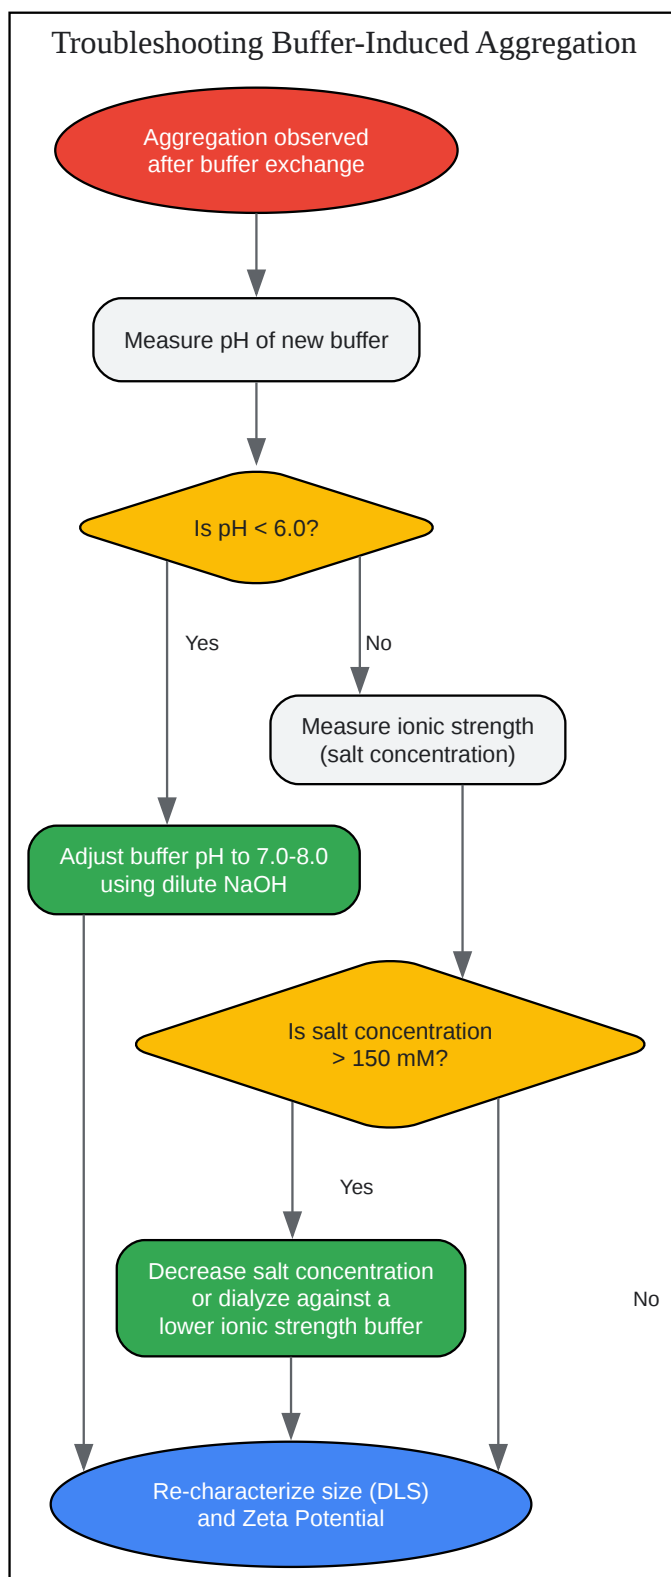 Troubleshooting Buffer-Induced Aggregation
Aggregation observed
after buffer exchange
Measure pH of new buffer
Is pH < 6.0?
Yes
No
Measure ionic strength
(salt concentration)
Adjust buffer pH to 7.0-8.0
using dilute NaOH
Is salt concentration
> 150 mM?
Yes
Decrease salt concentration
or dialyze against a
lower ionic strength buffer
No
Re-characterize size (DLS)
and Zeta Potential